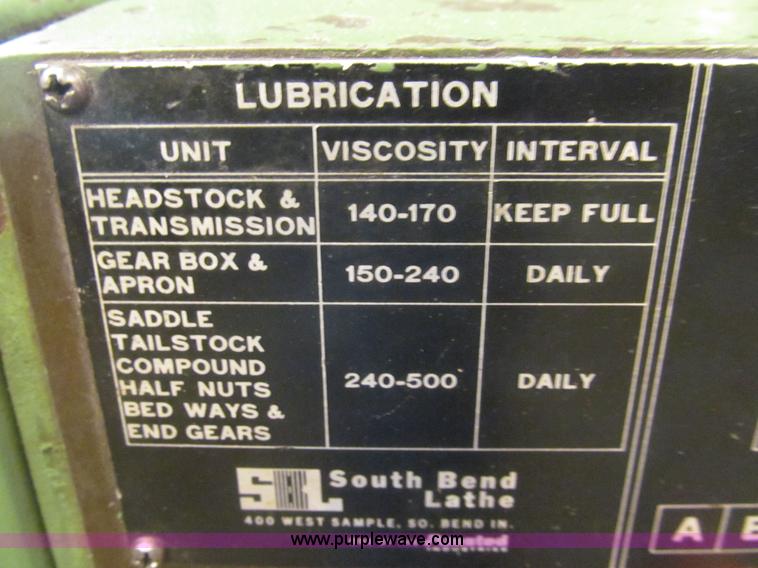 LUBRICATION
UNIT VISCOSITY INTERVAL
HEADSTOCK & TRANSMISSION 140-170 KEEP FULL
GEAR BOX & APRON 150-240 DAILY
SADDLE
TAILSTOCK
COMPOUND
HALF NUTS 240-500 DAILY
BED WAYS &
END GEARS
SBL South Bend
Lathe
400 WEST SAMPLE, SO. BEND IN.
INDUSTRIES
A
www.purplewave.com